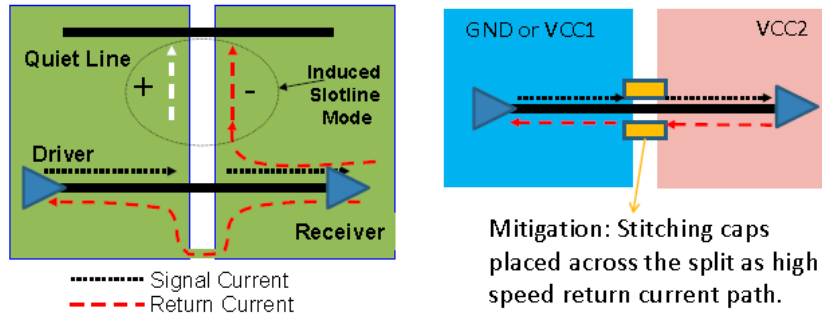 Quiet Line
+
-
Induced
Slotline
Mode
Driver
Receiver
Signal Current
Return Current
GND or VCC1
VCC2
Mitigation: Stitching caps
placed across the split as high
speed return current path.